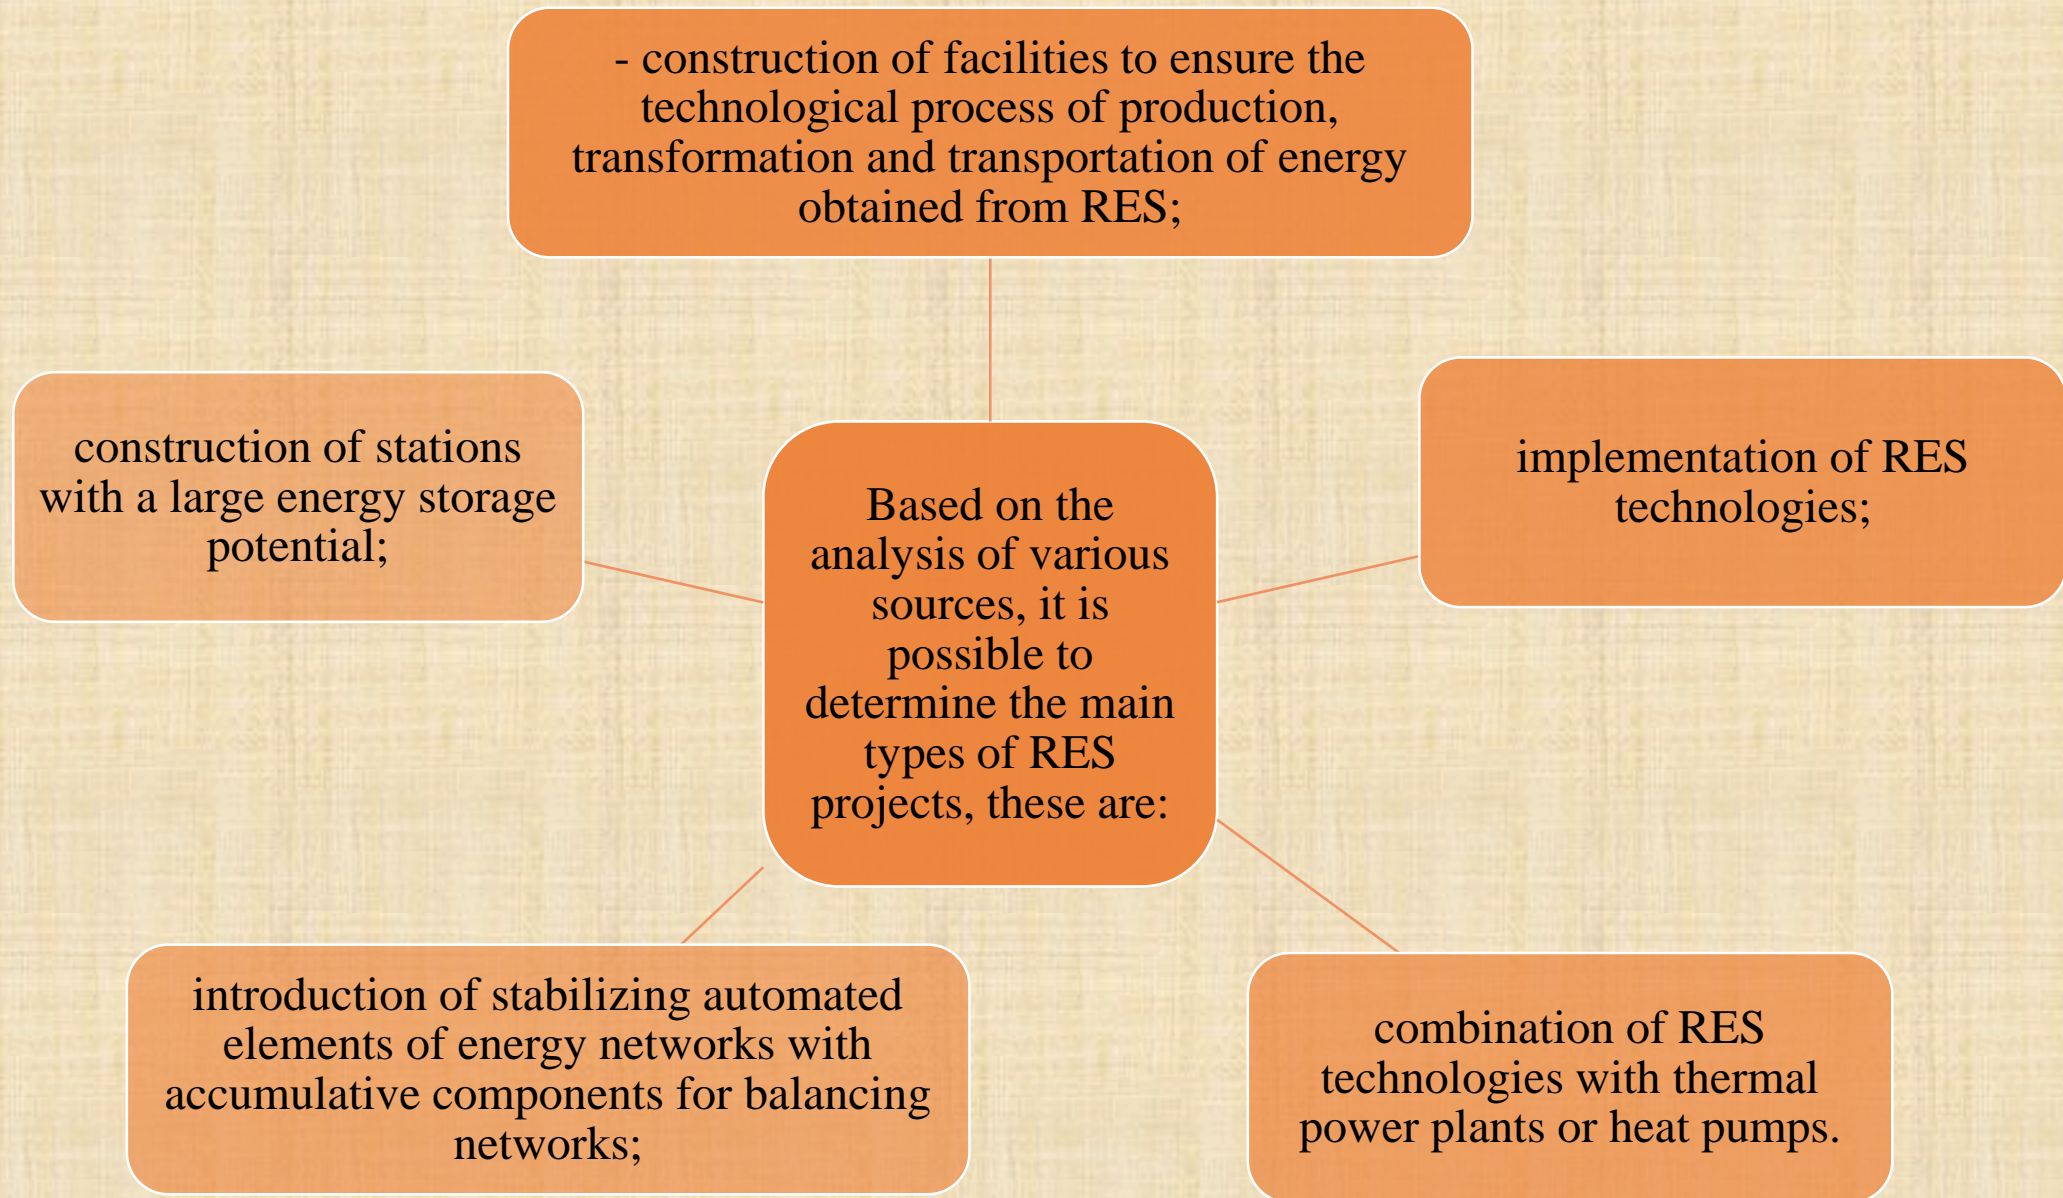 - construction of facilities to ensure the
technological process of production,
transformation and transportation of energy
obtained from RES;
construction of stations
with a large energy storage
potential;
Based on the
analysis of various
sources, it is
possible to
determine the main
types of RES
projects, these are:
implementation of RES
technologies;
introduction of stabilizing automated
elements of energy networks with
accumulative components for balancing
networks;
combination of RES
technologies with thermal
power plants or heat pumps.